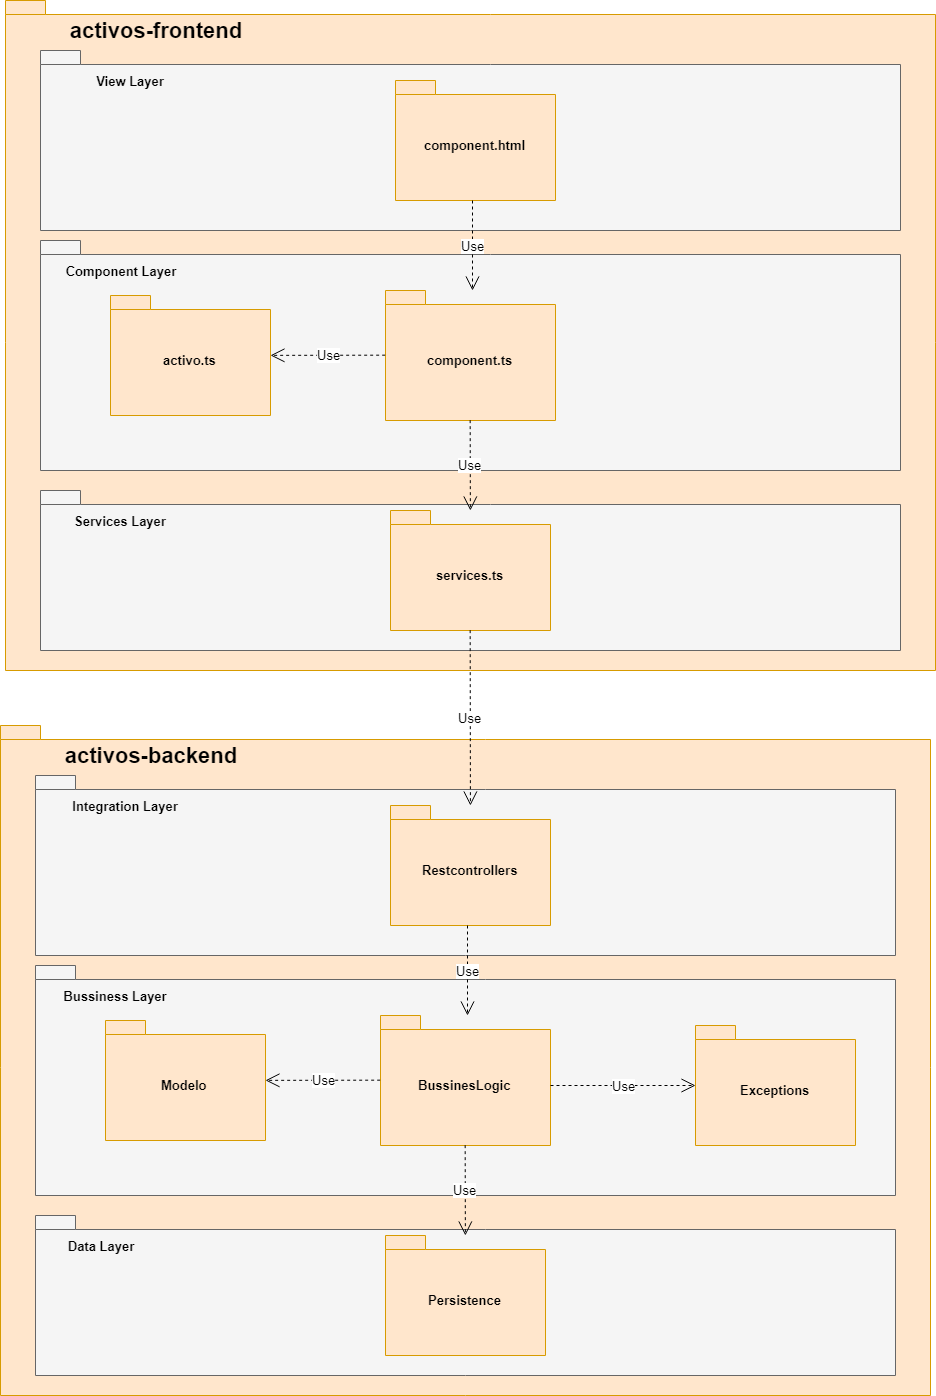 activos-frontend
View Layer
component.html
Use
Component Layer
activo.ts
Use
component.ts
Use
Services Layer
services.ts
Use
activos-backend
Integration Layer
Restcontrollers
Use
Bussiness Layer
Modelo
Use
BussinesLogic
Use
Exceptions
Use
Data Layer
Persistence